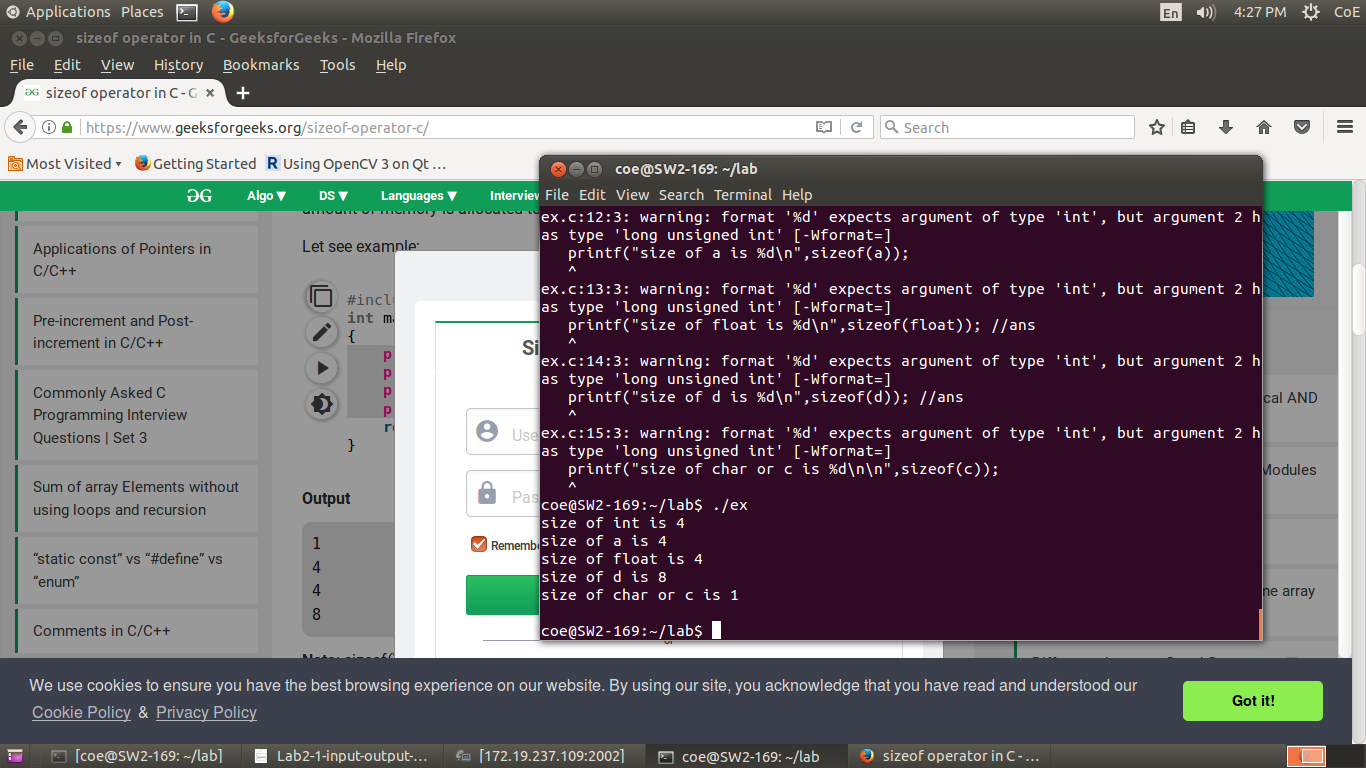 Applications Places En 4:27 PM CoE
sizeof operator in C - GeeksforGeeks - Mozilla Firefox
File Edit View History Bookmarks Tools Help
sizeof operator in C - G
https://www.geeksforgeeks.org/sizeof-operator-c/ Search
Most Visited Getting Started Using OpenCV 3 on Qt ...
Algo▼ DS▼ Languages▼ Interview
amount of memory is allocated
Let see example:
Applications of Pointers in
C/C++
Pre-increment and Post-
increment in C/C++
Commonly Asked C
Programming Interview
Questions | Set 3
Sum of array Elements without
using loops and recursion
“static const” vs “#define” vs
“enum”
Comments in C/C++
#inclu
int ma
{
p
p
p
p
re
}
Output
1
4
4
8
Si
Use
Pas
Remembe
or
coe@SW2-169: ~/lab
File Edit View Search Terminal Help
ex.c:12:3: warning: format '%d' expects argument of type 'int', but argument 2 h
as type 'long unsigned int' [-Wformat=]
printf("size of a is %d\n",sizeof(a));
^
ex.c:13:3: warning: format '%d' expects argument of type 'int', but argument 2 h
as type 'long unsigned int' [-Wformat=]
printf("size of float is %d\n",sizeof(float)); //ans
^
ex.c:14:3: warning: format '%d' expects argument of type 'int', but argument 2 h
as type 'long unsigned int' [-Wformat=]
printf("size of d is %d\n",sizeof(d)); //ans
^
ex.c:15:3: warning: format '%d' expects argument of type 'int', but argument 2 h
as type 'long unsigned int' [-Wformat=]
printf("size of char or c is %d\n\n",sizeof(c));
^
coe@SW2-169:~/lab$ ./ex
size of int is 4
size of a is 4
size of float is 4
size of d is 8
size of char or c is 1
coe@SW2-169:~/lab$
cal AND
Modules
ne array
We use cookies to ensure you have the best browsing experience on our website. By using our site, you acknowledge that you have read and understood our
Cookie Policy & Privacy Policy
Got it!
[coe@SW2-169: ~/lab] Lab2-1-input-output-... [172.19.237.109:2002] coe@SW2-169: ~/lab sizeof operator in C - ...